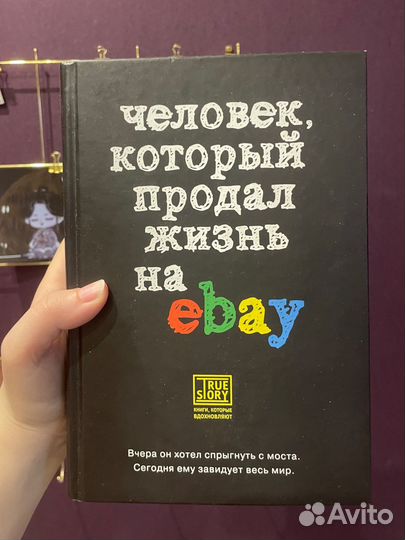 человек,
который
продал
жизнь
на
ebay
TRUE
STORY
КНИГИ, КОТОРЫЕ
ВДОХНОВЛЯЮТ
Вчера он хотел спрыгнуть с моста.
Сегодня ему завидует весь мир.
Avito